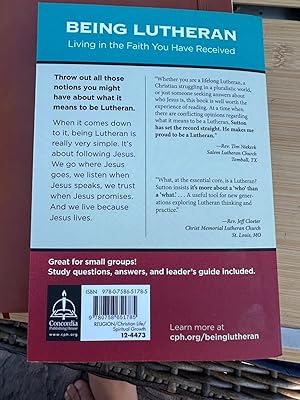 BEING LUTHERAN
Living in the Faith You Have Received
Throw out all those
notions you might
have about what it
means to be Lutheran.
When it comes down
to it, being Lutheran is
really very simple. It's
about following Jesus.
We go where Jesus
goes, we listen when
Jesus speaks, we trust
when Jesus promises.
And we live because
Jesus lives.
"Whether you are a lifelong Lutheran, a
Christian struggling in a pluralistic world,
or just someone seeking answers about
who Jesus is, this book is well worth the
experience of reading. At a time when
there are conflicting opinions regarding
what it means to be a Lutheran, Sutton
has set the record straight. He makes me
proud to be a Lutheran."
—Rev. Tim Niekerk
Salem Lutheran Church
Tomball, TX
"What, at the essential core, is a Lutheran?
Sutton insists it's more about a 'who' than a
'what.' . . . A useful tool for new gener-
ations exploring Lutheran thinking and
practice."
—Rev. Jeff Cloeter
Christ Memorial Lutheran Church
St. Louis, MO
Great for small groups!
Study questions, answers, and leader's guide included.
Concordia
Publishing House
www.cph.org
ISBN 978-0-7586-5178-5
9 780758 651785
RELIGION/Christian Life/
Spiritual Growth
12-4473
Learn more at
cph.org/beinglutheran